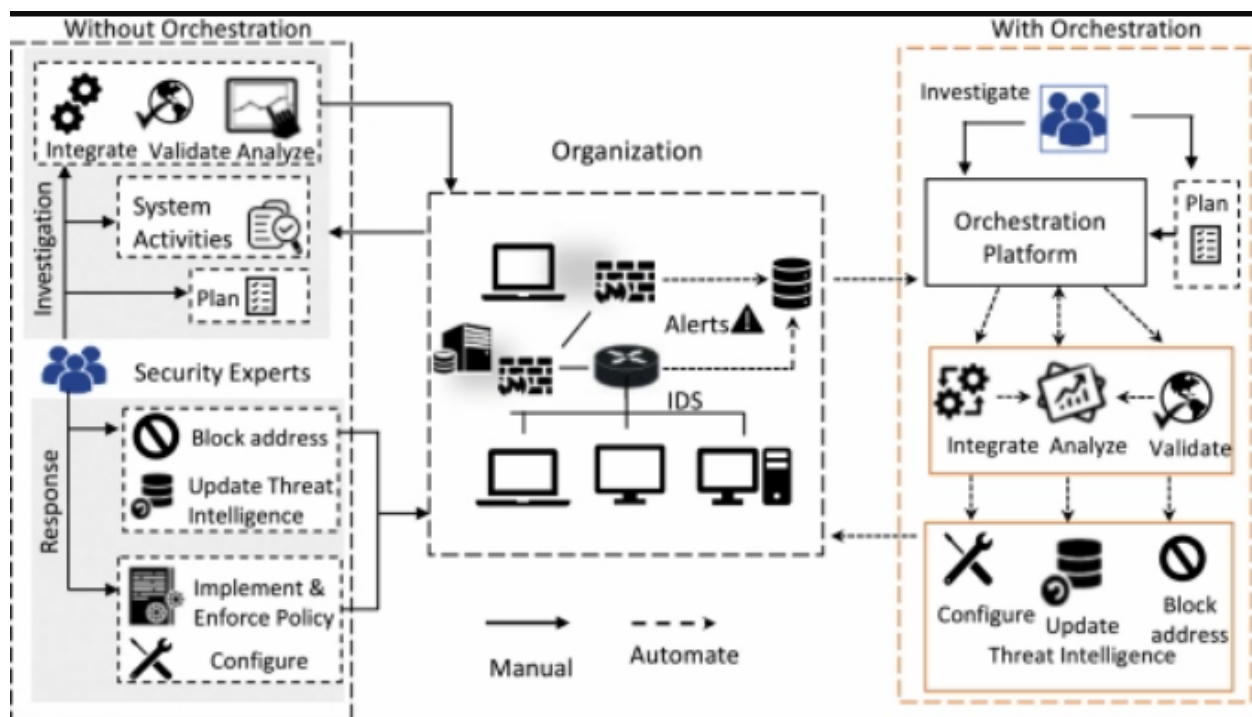 Without Orchestration
Integrate Validate Analyze
System
Activities
Plan
Investigation
Security Experts
Block address
Update Threat
Intelligence
Response
Implement &
Enforce Policy
Configure
Organization
Alerts
IDS
Manual
Automate
With Orchestration
Investigate
Orchestration
Platform
Plan
Integrate Analyze Validate
Configure
Update
Threat Intelligence
Block
address